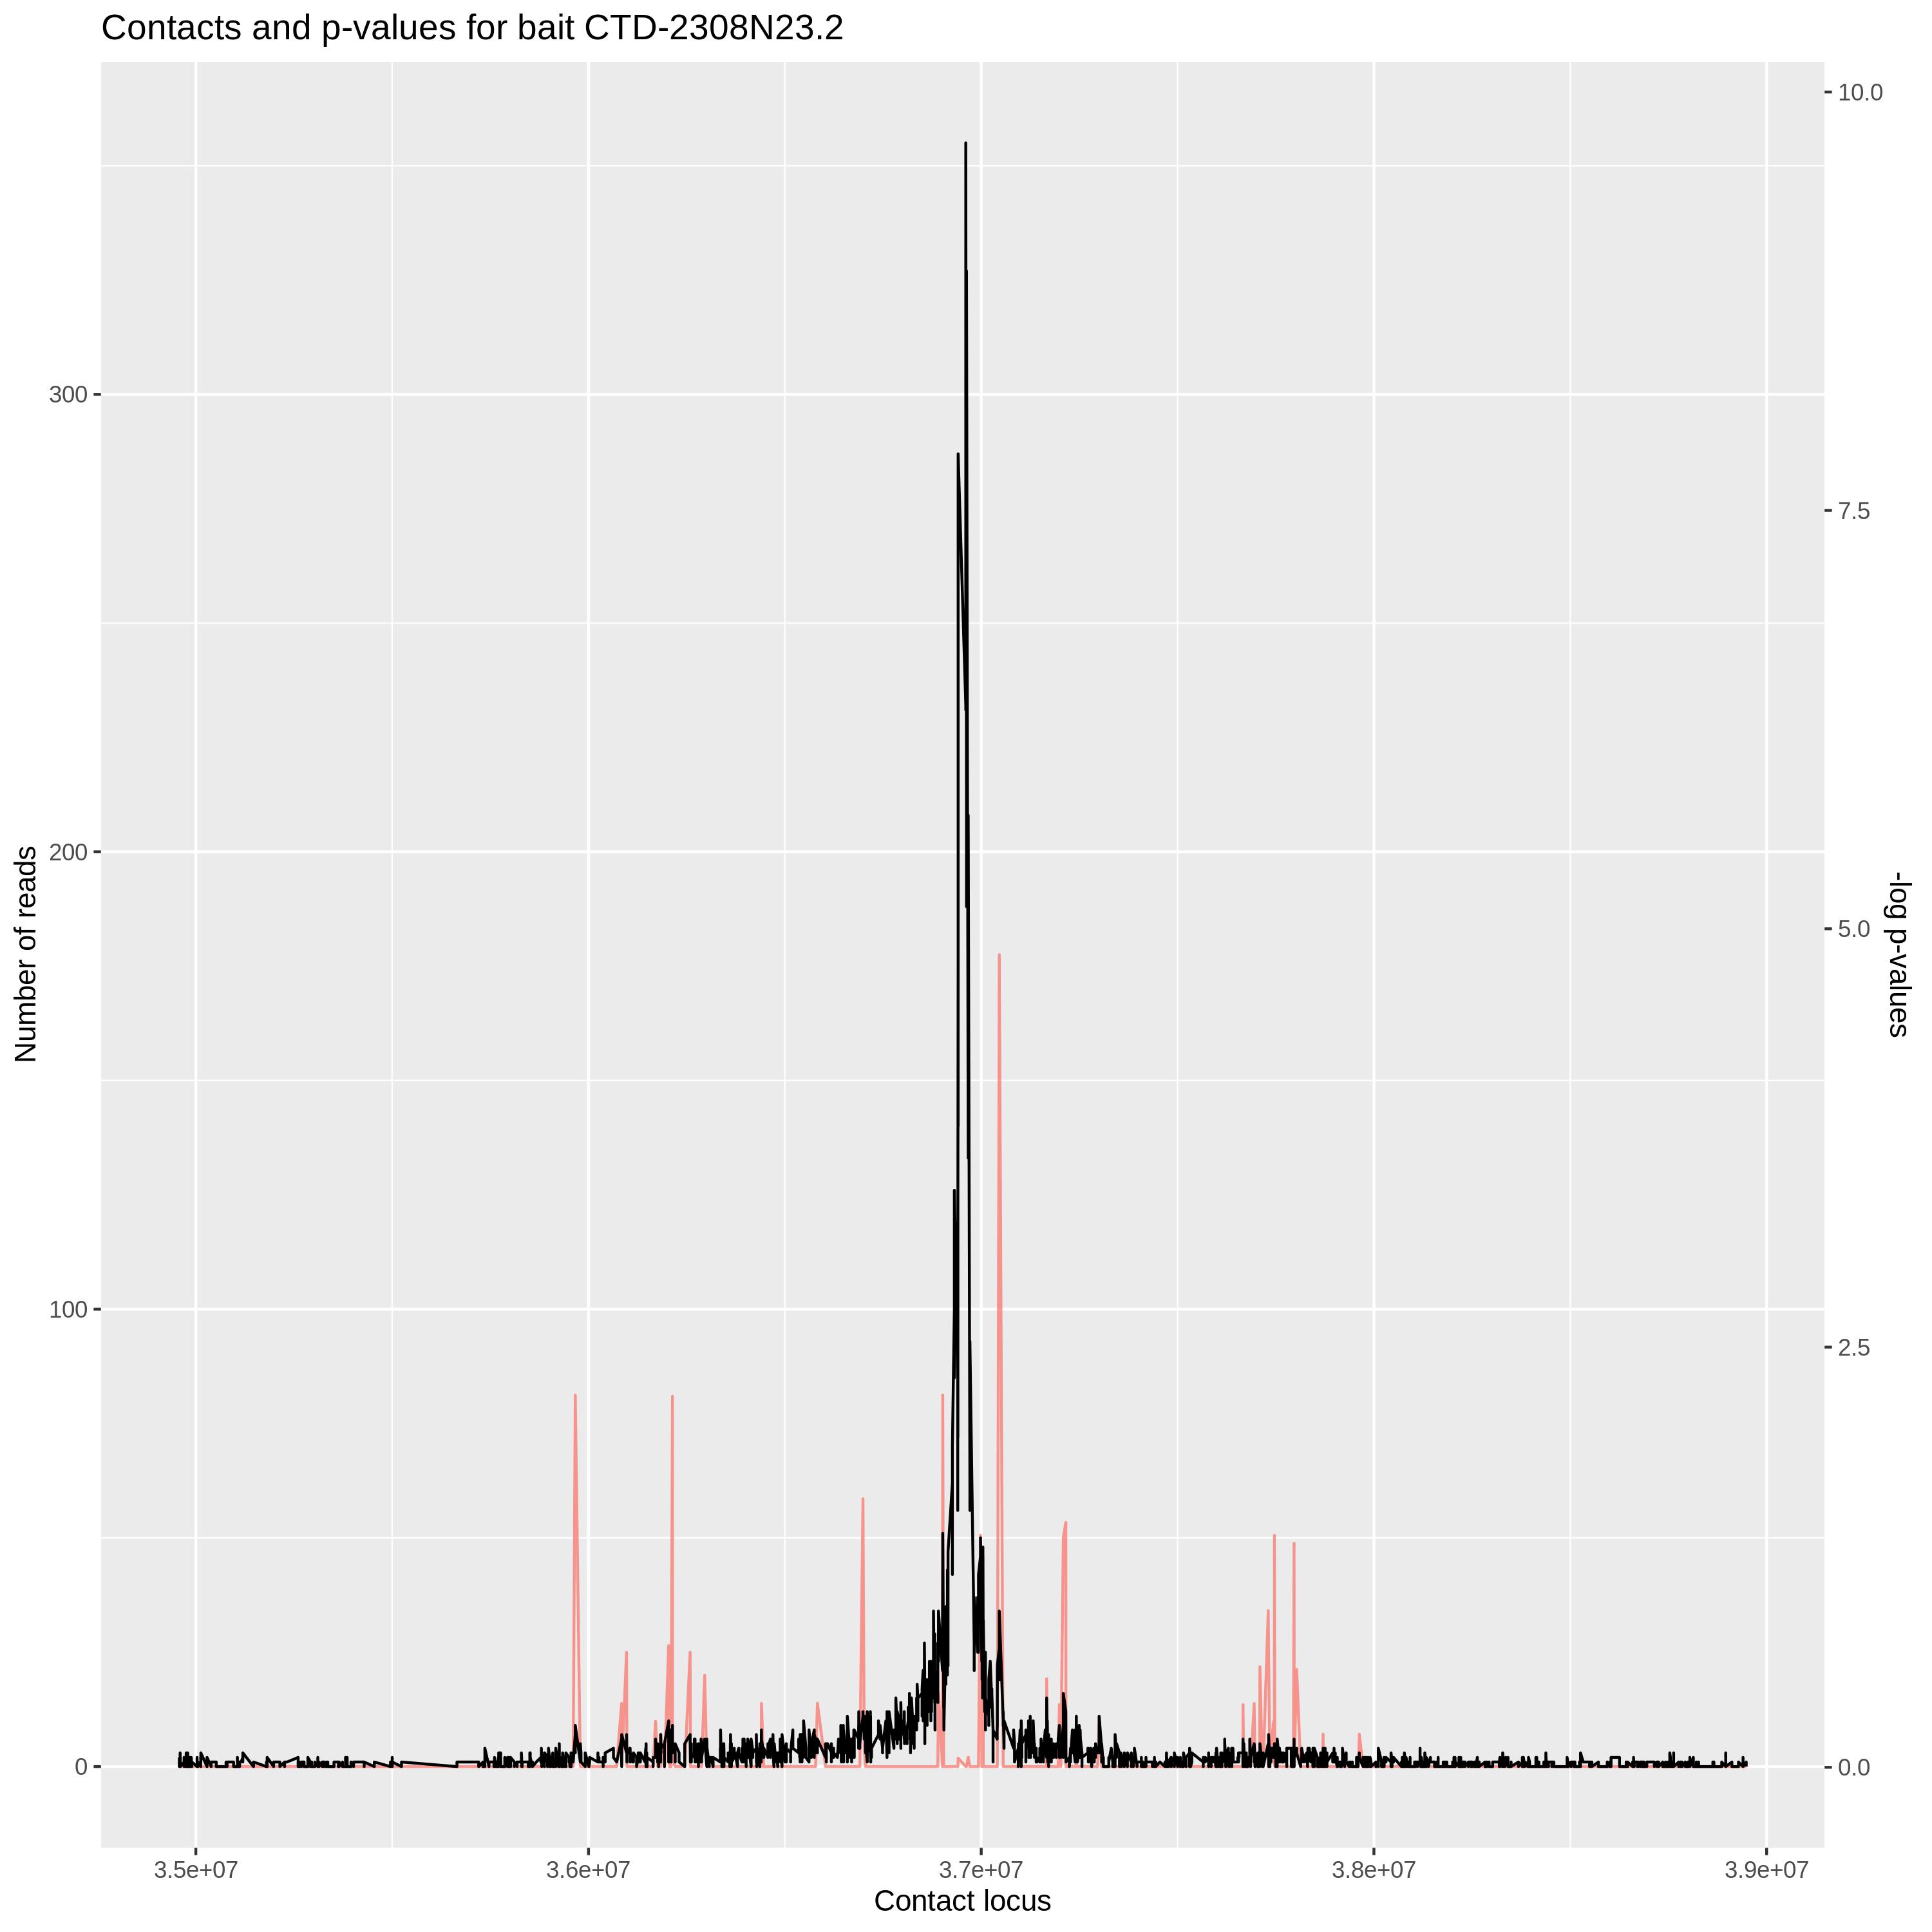 Contacts and p-values for bait CTD-2308N23.2
10.0
7.5
5.0
2.5
0.0
-log p-values
300
200
100
0
Number of reads
3.5e+07 3.6e+07 3.7e+07 3.8e+07 3.9e+07
Contact locus